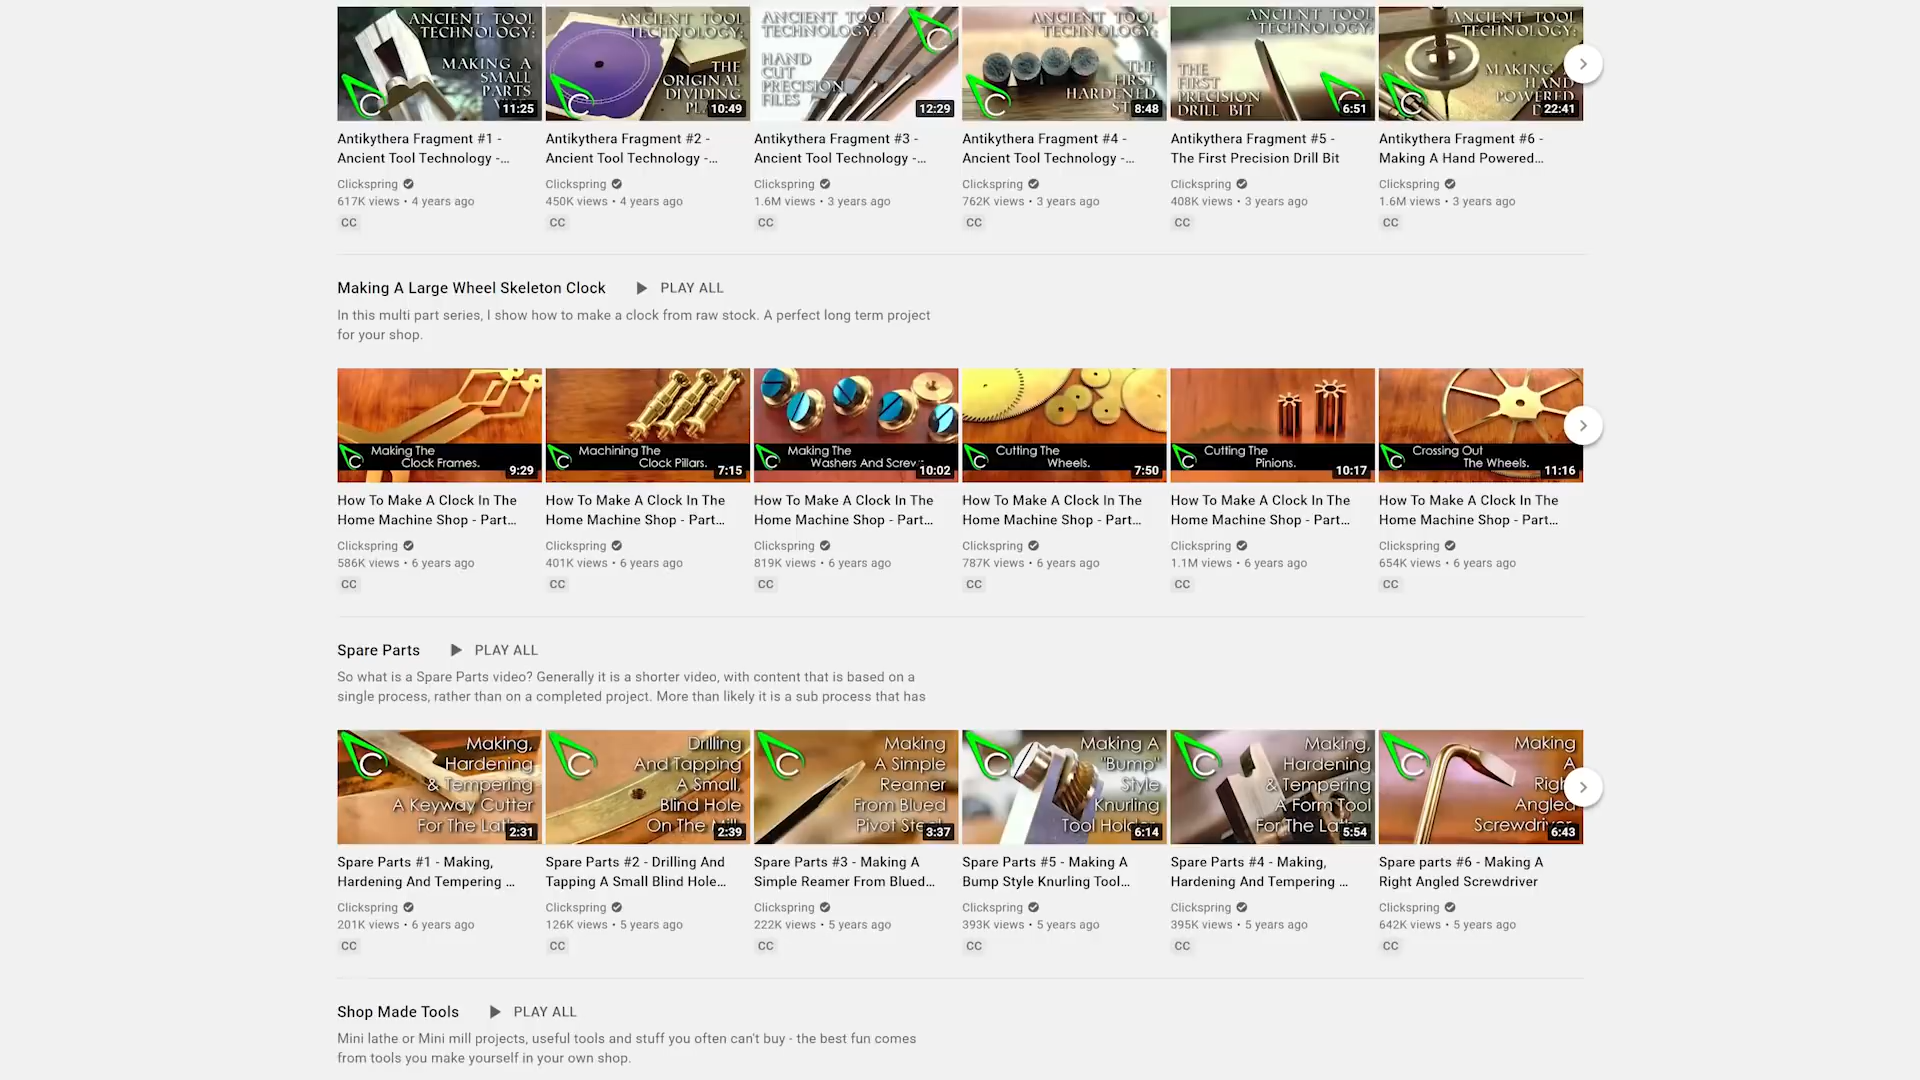 ANCIENT TOOL
TECHNOLOGY:
MAKING A
SMALL
PARTS
11:25
ANCIENT TOOL
TECHNOLOGY:
THE
ORIGINAL
DIVIDING
10:49
ANCIENT TOOL
TECHNOLOGY:
HAND
CUT
PRECISION
FILES
12:29
ANCIENT TOOL
TECHNOLOGY:
THE
FIRST
HARDENED
8:48
ANCIENT TOOL
TECHNOLOGY:
THE
FIRST
PRECISION
DRILL BIT
6:51
ANCIENT TOOL
TECHNOLOGY:
MAKING A
HAND
POWERED
22:41
Antikythera Fragment #1 -
Ancient Tool Technology -...
Clickspring
617K views • 4 years ago
CC
Antikythera Fragment #2 -
Ancient Tool Technology -...
Clickspring
450K views • 4 years ago
CC
Antikythera Fragment #3 -
Ancient Tool Technology -...
Clickspring
1.6M views • 3 years ago
CC
Antikythera Fragment #4 -
Ancient Tool Technology -...
Clickspring
762K views • 3 years ago
CC
Antikythera Fragment #5 -
The First Precision Drill Bit
Clickspring
408K views • 3 years ago
CC
Antikythera Fragment #6 -
Making A Hand Powered...
Clickspring
1.6M views • 3 years ago
CC
Making A Large Wheel Skeleton Clock
PLAY ALL
In this multi part series, I show how to make a clock from raw stock. A perfect long term project
for your shop.
Making The
Clock Frames.
9:29
Machining The
Clock Pillars.
7:15
Making The
Washers And Screw
10:02
Cutting The
Wheels.
7:50
Cutting The
Pinions.
10:17
Crossing Out
The Wheels.
11:16
How To Make A Clock In The
Home Machine Shop - Part...
Clickspring
586K views • 6 years ago
CC
How To Make A Clock In The
Home Machine Shop - Part...
Clickspring
401K views • 6 years ago
CC
How To Make A Clock In The
Home Machine Shop - Part...
Clickspring
819K views • 6 years ago
CC
How To Make A Clock In The
Home Machine Shop - Part...
Clickspring
787K views • 6 years ago
CC
How To Make A Clock In The
Home Machine Shop - Part...
Clickspring
1.1M views • 6 years ago
CC
How To Make A Clock In The
Home Machine Shop - Part...
Clickspring
654K views • 6 years ago
CC
Spare Parts
PLAY ALL
So what is a Spare Parts video? Generally it is a shorter video, with content that is based on a
single process, rather than on a completed project. More than likely it is a sub process that has
Making,
Hardening
& Tempering
A Keyway Cutter
For The Lathe
2:31
Drilling
And Tapping
A Small,
Blind Hole
On The Mill
2:39
Making
A Simple
Reamer
From Blued
Pivot Steel
3:37
Making A
"Bump"
Style
Knurling
Tool Holder
6:14
Making,
Hardening
& Tempering
A Form Tool
For The Lathe
5:54
Making
A
Right
Angled
Screwdriver
6:43
Spare Parts #1 - Making,
Hardening And Tempering ...
Clickspring
201K views • 6 years ago
CC
Spare Parts #2 - Drilling And
Tapping A Small Blind Hole...
Clickspring
126K views • 5 years ago
CC
Spare Parts #3 - Making A
Simple Reamer From Blued...
Clickspring
222K views • 5 years ago
CC
Spare Parts #5 - Making A
Bump Style Knurling Tool...
Clickspring
393K views • 5 years ago
CC
Spare Parts #4 - Making,
Hardening And Tempering ...
Clickspring
395K views • 5 years ago
CC
Spare parts #6 - Making A
Right Angled Screwdriver
Clickspring
642K views • 5 years ago
CC
Shop Made Tools
PLAY ALL
Mini lathe or Mini mill projects, useful tools and stuff you often can't buy - the best fun comes
from tools you make yourself in your own shop.